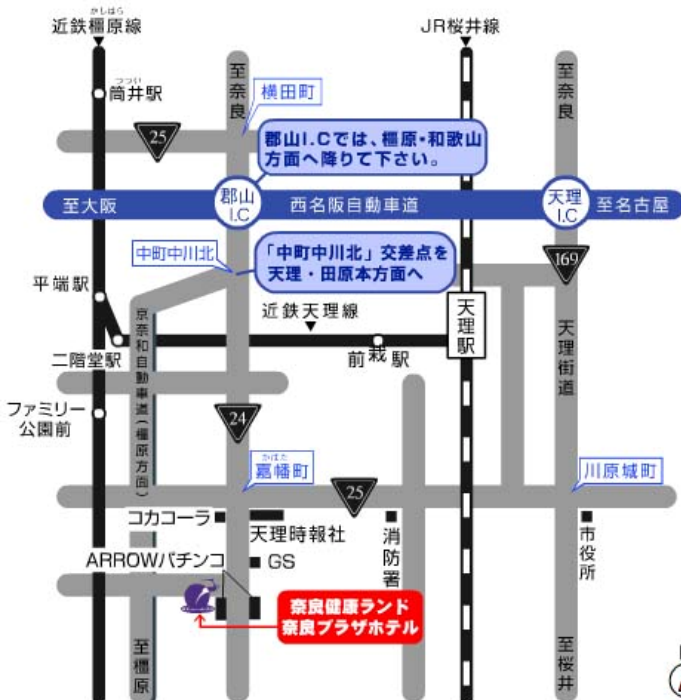 かしはら
近鉄橿原線
JR桜井線
つつい
筒井駅
至奈良
横田町
至奈良
25
郡山I.Cでは、橿原・和歌山
方面へ降りて下さい。
至大阪
郡山
I.C
西名阪自動車道
天理
I.C
至名古屋
中町中川北
「中町中川北」交差点を
天理・田原本方面へ
169
平端駅
近鉄天理線
天理駅
二階堂駅
前栽駅
京奈和自動車道(橿原方面)
天理街道
ファミリー
公園前
24
かばた
嘉幡町
25
川原城町
コカコーラ
天理時報社
消防署
市役所
ARROWパチンコ
GS
奈良健康ランド
奈良プラザホテル
至橿原
至桜井